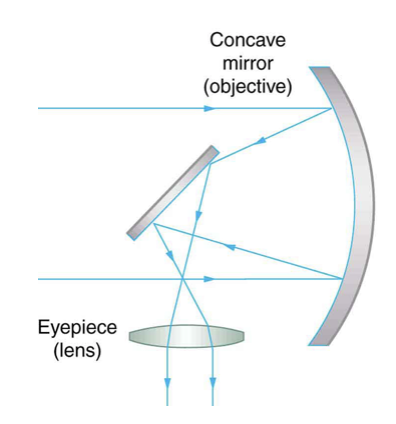 Concave
mirror
(objective)
Eyepiece
(lens)